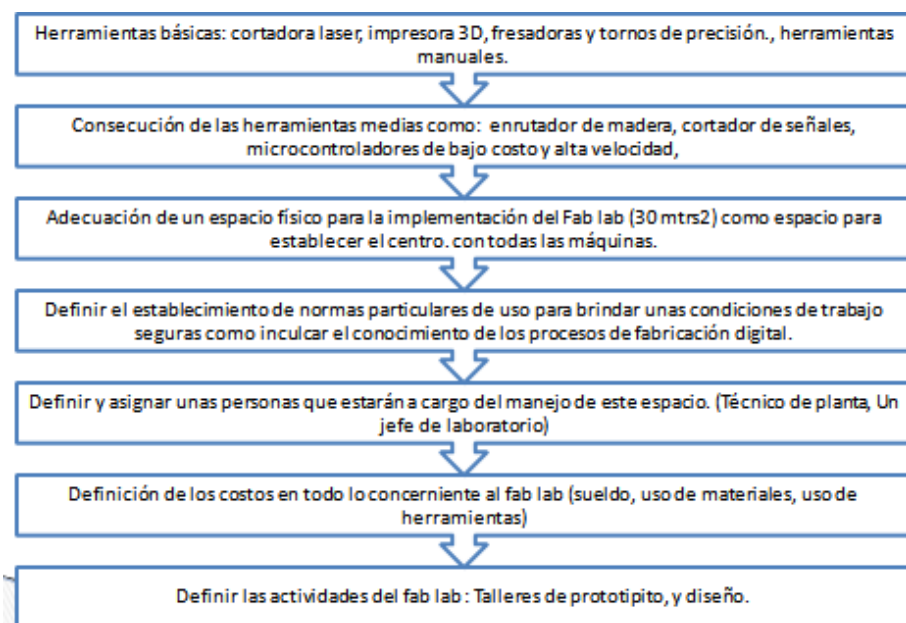 Herramientas básicas: cortadora laser, impresora 3D, fresadoras y tornos de precisión., herramientas
manuales.
Consecución de las herramientas medias como: enrutador de madera, cortador de señales,
microcontroladores de bajo costo y alta velocidad,
Adecuación de un espacio físico para la implementación del Fab lab (30 mtrs2) como espacio para
establecer el centro. con todas las máquinas.
Definir el establecimiento de normas particulares de uso para brindar unas condiciones de trabajo
seguras como inculcar el conocimiento de los procesos de fabricación digital.
Definir y asignar unas personas que estarán a cargo del manejo de este espacio. (Técnico de planta, Un
jefe de laboratorio)
Definición de los costos en todo lo concerniente al fab lab (sueldo, uso de materiales, uso de
herramientas)
Definir las actividades del fab lab : Talleres de prototipito, y diseño.